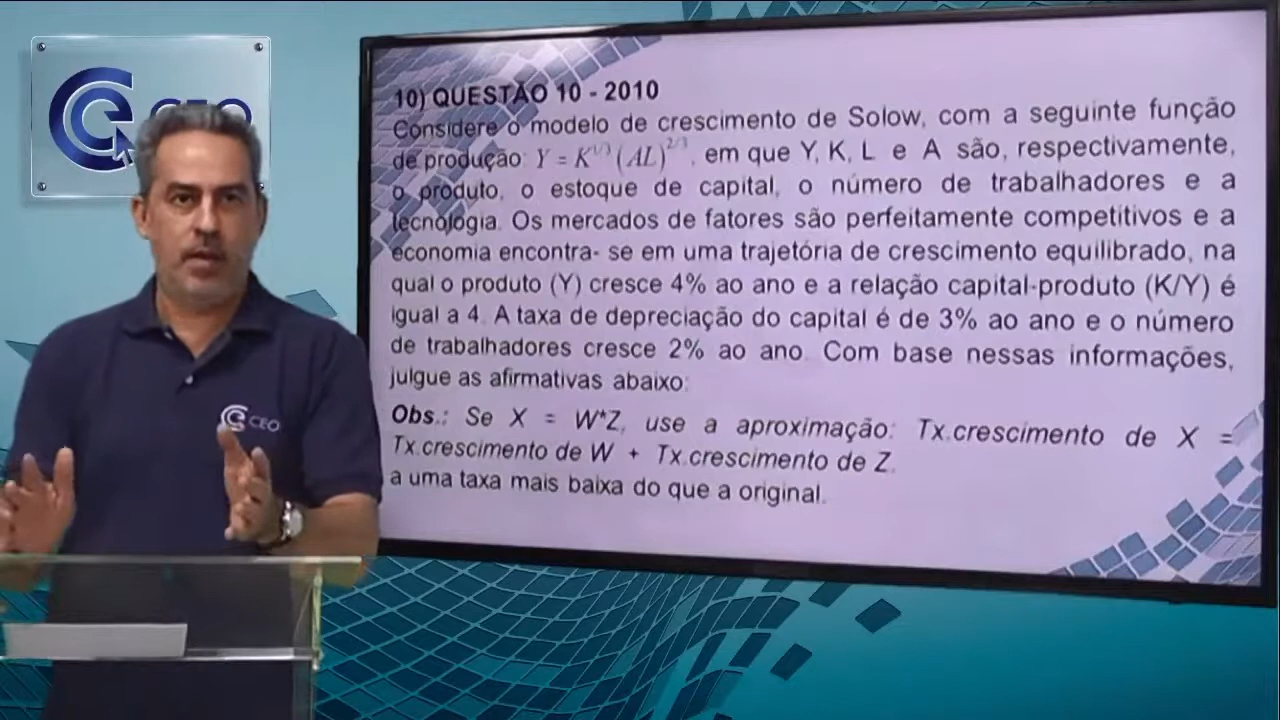 CEO
10) QUESTÃO 10 - 2010
Considere o modelo de crescimento de Solow, com a seguinte função
de produção: Y = K^{1/3} (AL)^{2/3}, em que Y, K, L e A são, respectivamente,
o produto, o estoque de capital, o número de trabalhadores e a
tecnologia. Os mercados de fatores são perfeitamente competitivos e a
economia encontra- se em uma trajetória de crescimento equilibrado, na
qual o produto (Y) cresce 4% ao ano e a relação capital-produto (K/Y) é
igual a 4. A taxa de depreciação do capital é de 3% ao ano e o número
de trabalhadores cresce 2% ao ano. Com base nessas informações,
julgue as afirmativas abaixo:
Obs.: Se X = W*Z, use a aproximação: Tx.crescimento de X =
Tx.crescimento de W + Tx.crescimento de Z.
a uma taxa mais baixa do que a original.
CEO